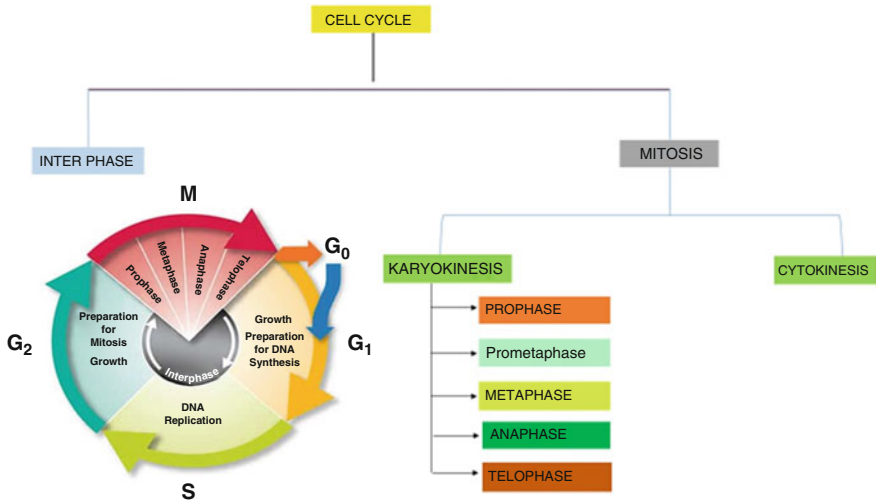 CELL CYCLE
INTER PHASE
MITOSIS
M
Prophase
Metaphase
Anaphase
Telophase
G0
G2
Preparation
for
Mitosis
Growth
Growth
Preparation
for DNA
Synthesis
G1
Interphase
DNA
Replication
S
KARYOKINESIS
CYTOKINESIS
PROPHASE
Prometaphase
METAPHASE
ANAPHASE
TELOPHASE